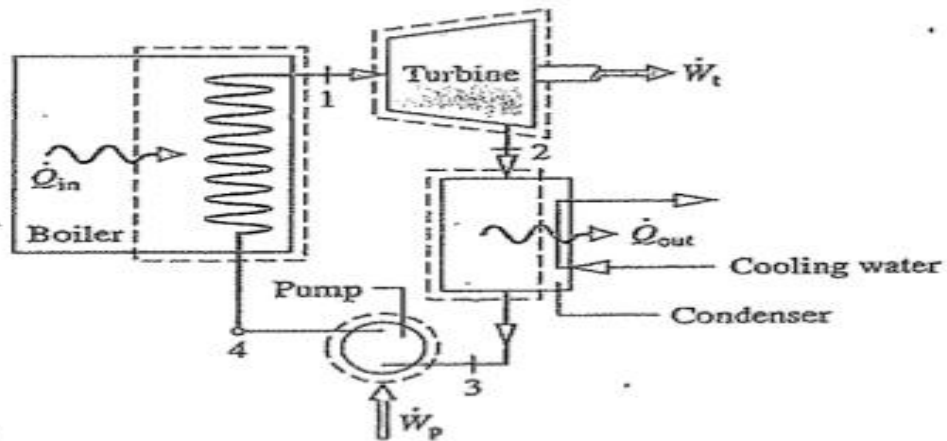 Turbine
Ẇt
1
2
Q̇in
Boiler
Q̇out
Cooling water
Pump
Condenser
4
3
Ẇp